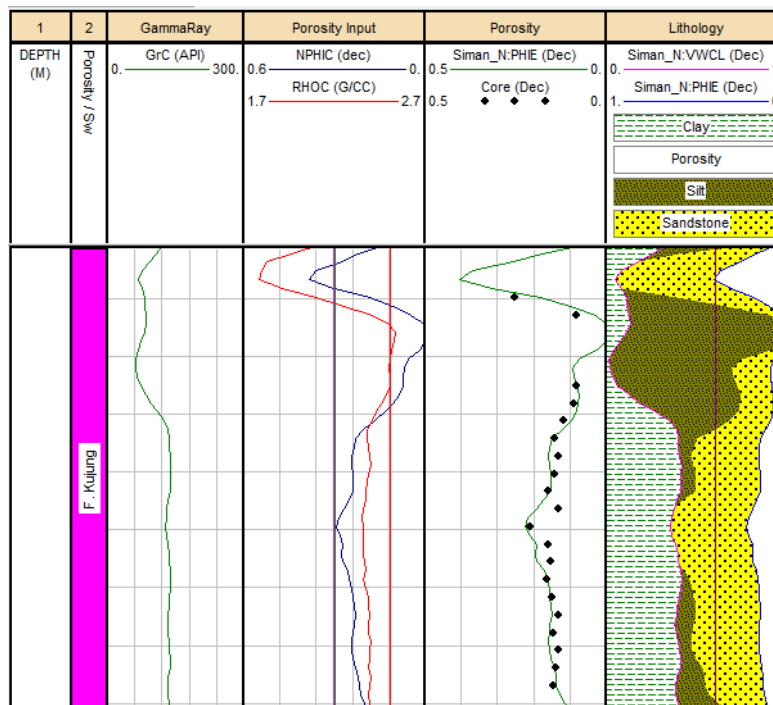 1 2 GammaRay Porosity Input Porosity Lithology
DEPTH
(M)
Porosity / Sw
GrC (API)
0. 300.
NPHIC (dec)
0.6 0.
RHOC (G/CC)
1.7 2.7
Siman_N:PHIE (Dec)
0.5 0.
Core (Dec)
0.5 0.
Siman_N:VWCL (Dec)
0.
Siman_N:PHIE (Dec)
1.
Clay
Porosity
Silt
Sandstone
F. Kujung